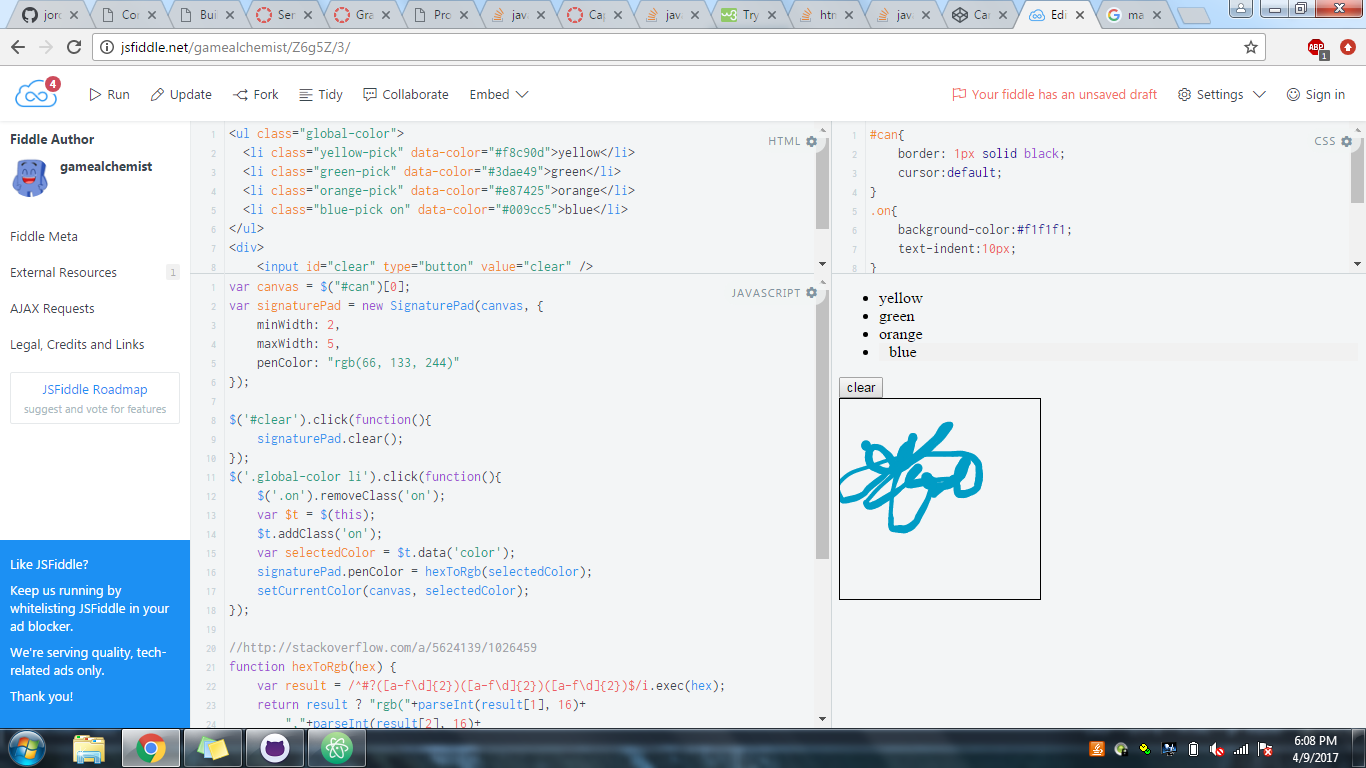 jor
Cor
Bui
Ser
Gra
Pro
java
Cap
java
Try
htm
java
Car
Edi
ma
jsfiddle.net/gamealchemist/Z6g5Z/3/
ABP
1
4
Run
Update
Fork
Tidy
Collaborate
Embed
Your fiddle has an unsaved draft
Settings
Sign in
Fiddle Author
gamealchemist
Fiddle Meta
External Resources
1
AJAX Requests
Legal, Credits and Links
JSFiddle Roadmap
suggest and vote for features
Like JSFiddle?
Keep us running by
whitelisting JSFiddle in your
ad blocker.
We're serving quality, tech-
related ads only.
Thank you!
HTML
1 <ul class="global-color">
2 <li class="yellow-pick" data-color="#f8c90d">yellow</li>
3 <li class="green-pick" data-color="#3dae49">green</li>
4 <li class="orange-pick" data-color="#e87425">orange</li>
5 <li class="blue-pick on" data-color="#009cc5">blue</li>
6 </ul>
7 <div>
8 <input id="clear" type="button" value="clear" />
CSS
1 #can{
2 border: 1px solid black;
3 cursor:default;
4 }
5 .on{
6 background-color:#f1f1f1;
7 text-indent:10px;
8 }
JAVASCRIPT
1 var canvas = $("#can")[0];
2 var signaturePad = new SignaturePad(canvas, {
3 minWidth: 2,
4 maxWidth: 5,
5 penColor: "rgb(66, 133, 244)"
6 });
7
8 $('#clear').click(function(){
9 signaturePad.clear();
10 });
11 $('.global-color li').click(function(){
12 $('.on').removeClass('on');
13 var $t = $(this);
14 $t.addClass('on');
15 var selectedColor = $t.data('color');
16 signaturePad.penColor = hexToRgb(selectedColor);
17 setCurrentColor(canvas, selectedColor);
18 });
19
20 //http://stackoverflow.com/a/5624139/1026459
21 function hexToRgb(hex) {
22 var result = /^#?([a-f\d]{2})([a-f\d]{2})([a-f\d]{2})$/i.exec(hex);
23 return result ? "rgb("+parseInt(result[1], 16)+
24 ","+parseInt(result[2], 16)+
yellow
green
orange
blue
clear
6:08 PM
4/9/2017